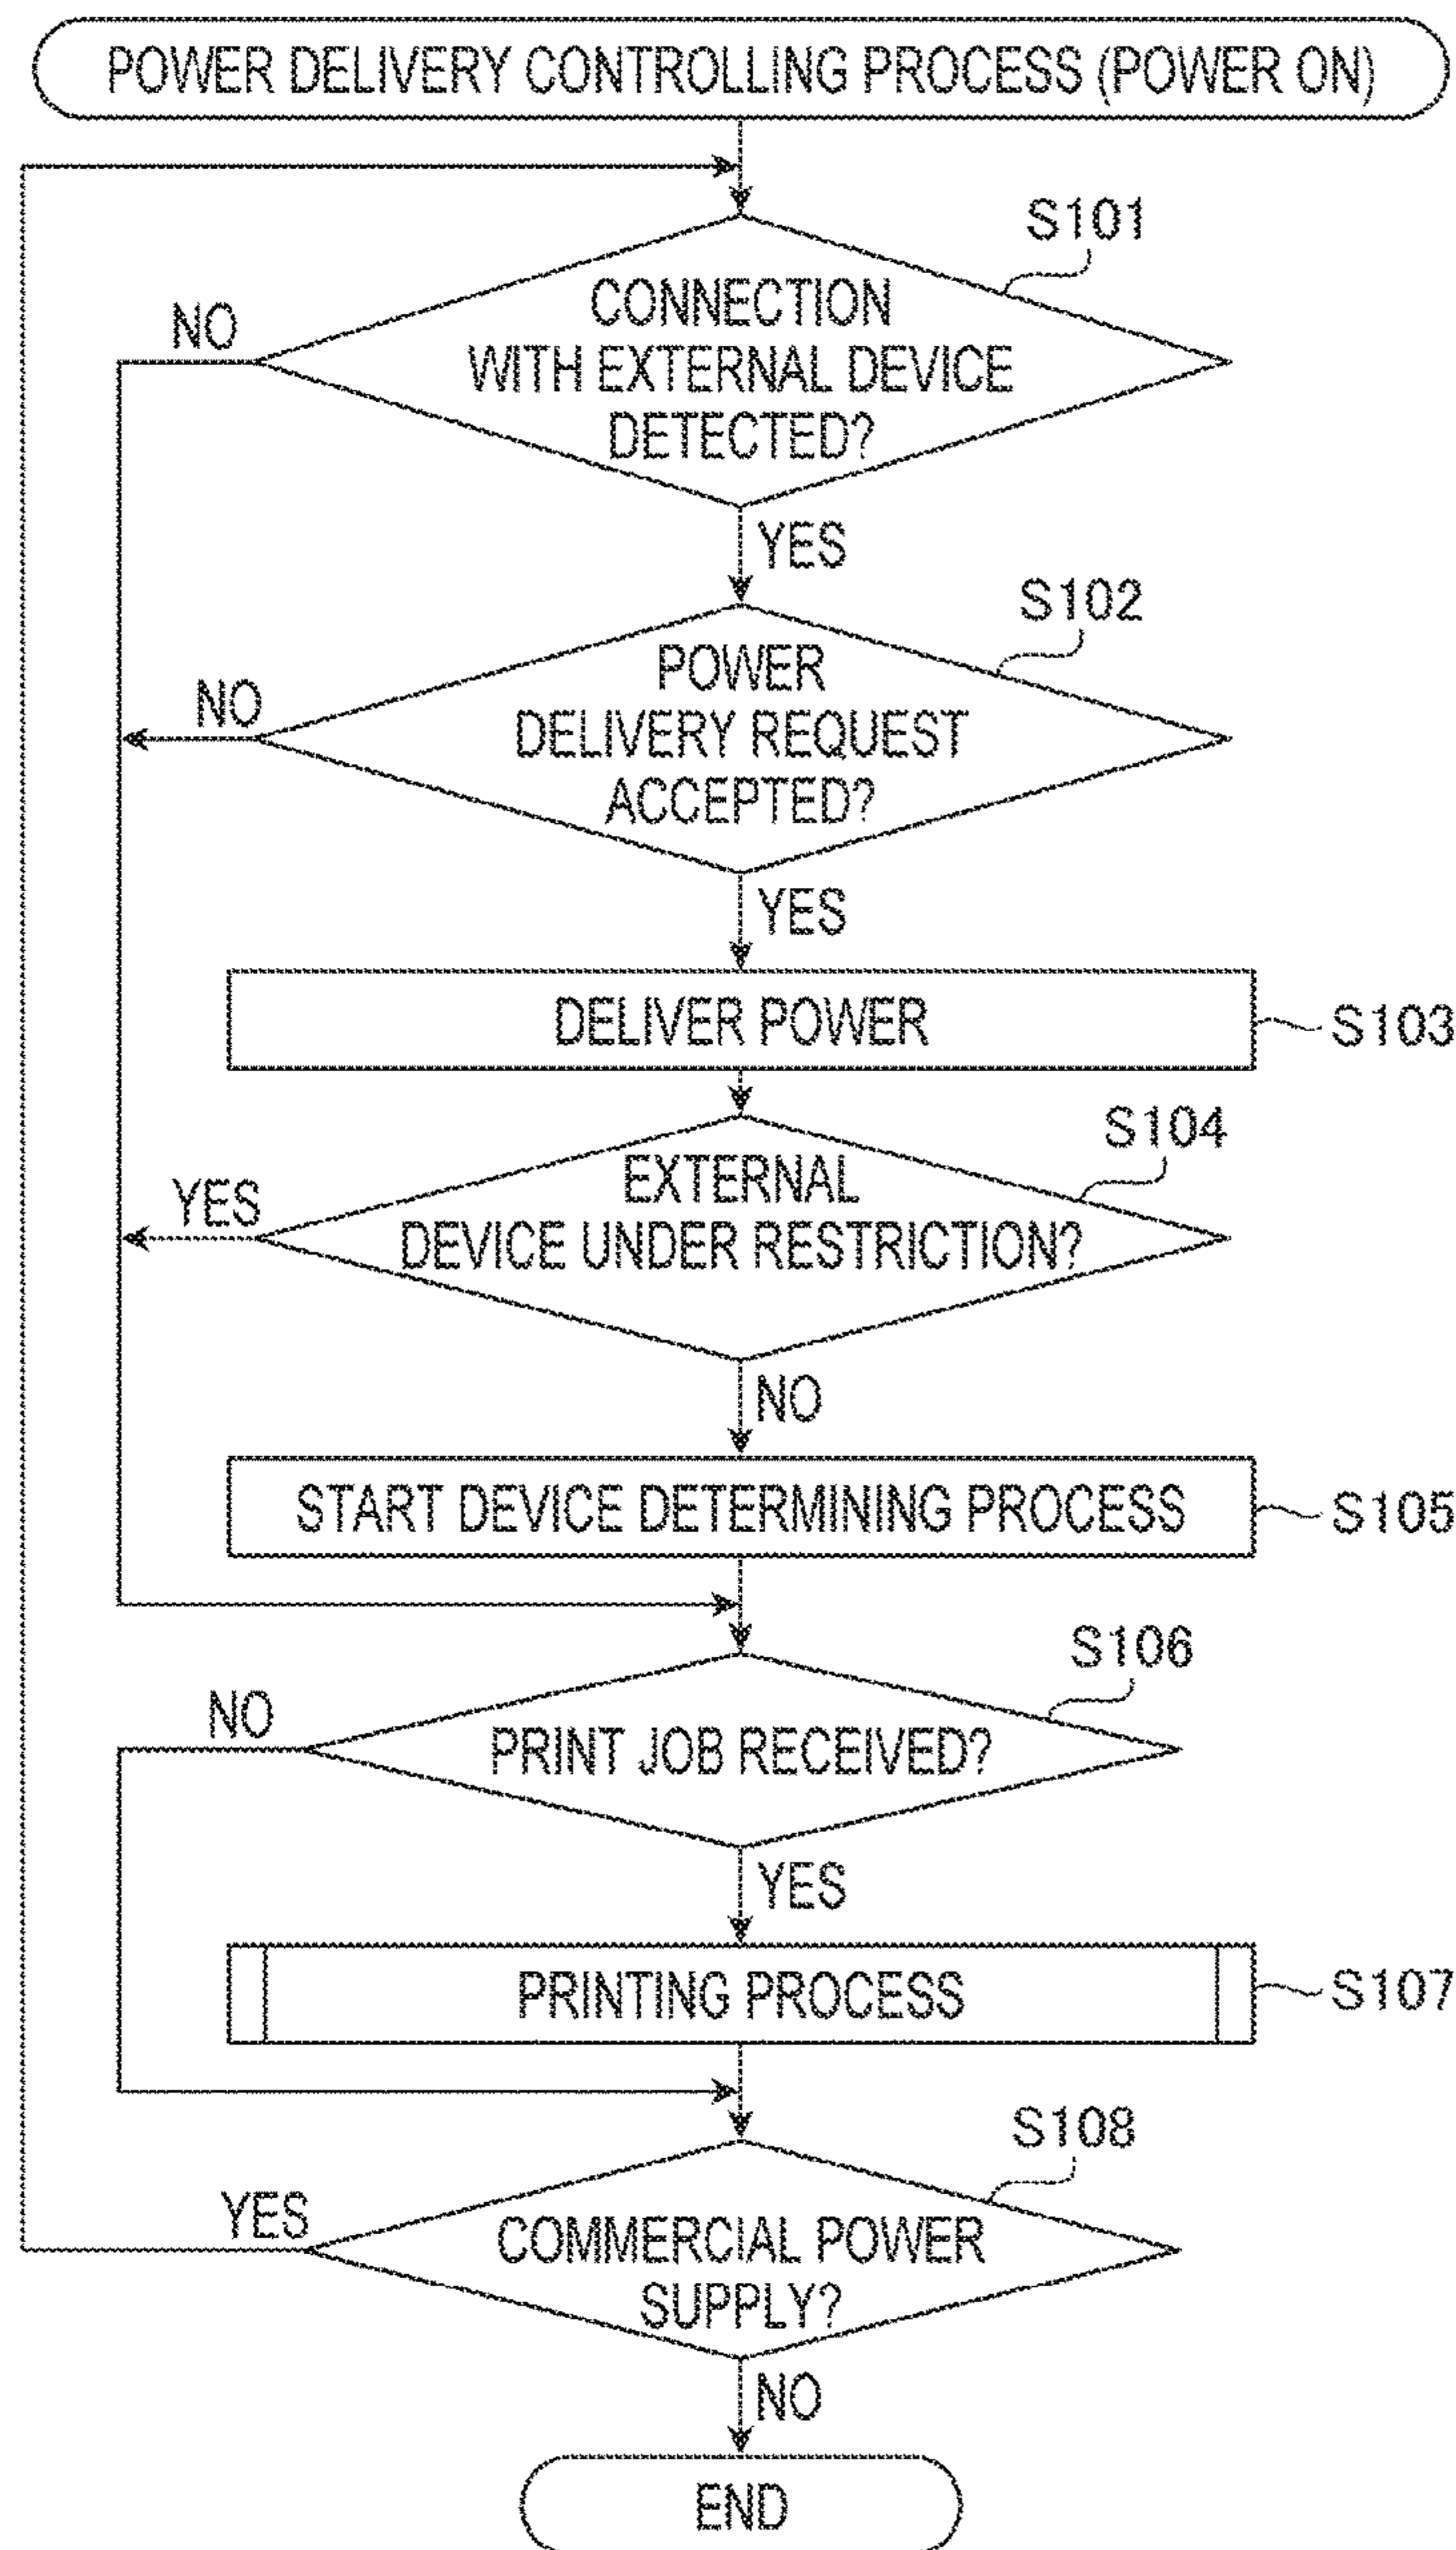 POWER DELIVERY CONTROLLING PROCESS (POWER ON)
S101
CONNECTION
WITH EXTERNAL DEVICE
DETECTED?
NO
YES
S102
POWER
DELIVERY REQUEST
ACCEPTED?
NO
YES
DELIVER POWER
S103
S104
EXTERNAL
DEVICE UNDER RESTRICTION?
YES
NO
START DEVICE DETERMINING PROCESS
S105
S106
PRINT JOB RECEIVED?
NO
YES
PRINTING PROCESS
S107
S108
COMMERCIAL POWER
SUPPLY?
YES
NO
END